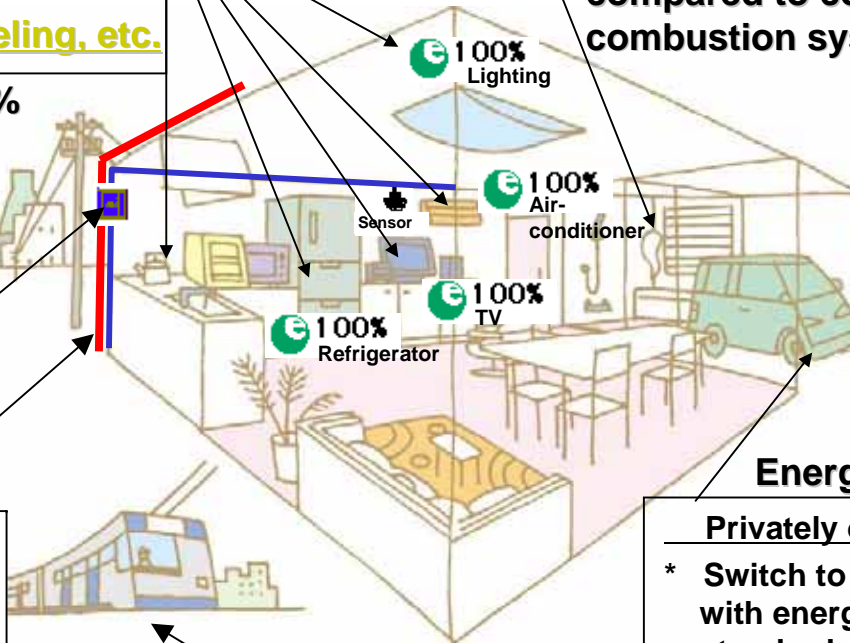 compared to co
eling, etc.
combustion sys
%
e 100%
Lighting
e 100%
Air-
conditioner
Sensor
e 100%
TV
e 100%
Refrigerator
Energ
Privately o
* Switch to
with energ